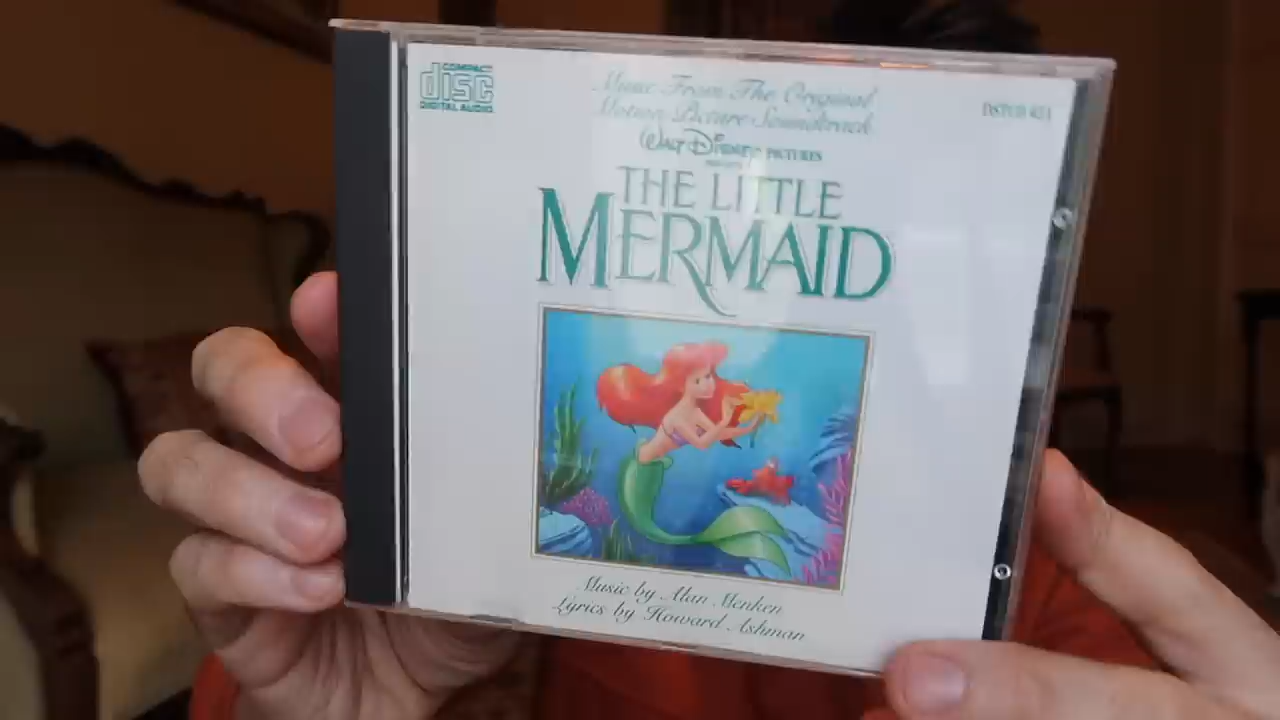 COMPACT
disc
DIGITAL AUDIO
Music From The Original
Motion Picture Soundtrack
WALT DISNEY PICTURES
THE LITTLE
MERMAID
Music by Alan Menken
Lyrics by Howard Ashman